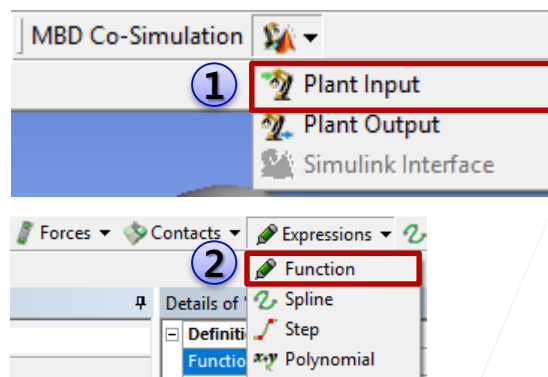 MBD Co-Simulation
1 Plant Input
Plant Output
Simulink Interface
Forces Contacts Expressions
2 Function
Details of " Spline
Definiti Step
Functio x+y Polynomial